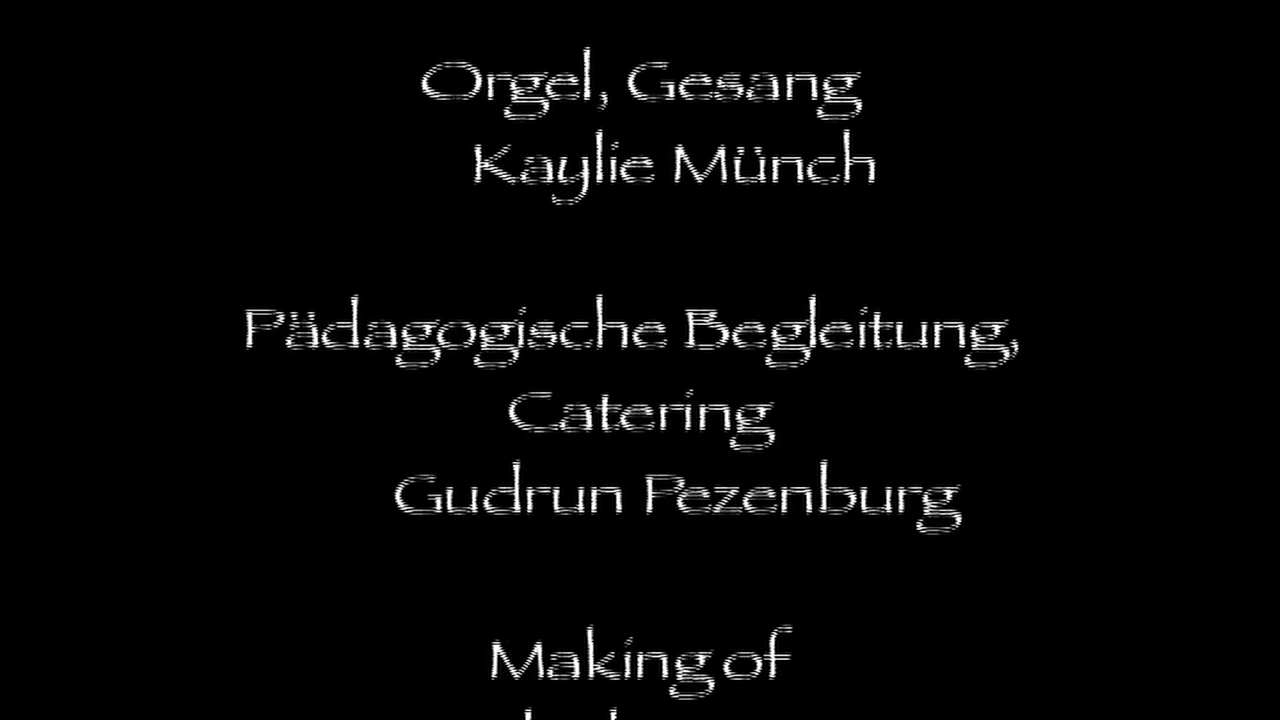 Orgel, Gesang
Kaylie Münch
Pädagogische Begleitung,
Catering
Gudrun Pezenburg
Making of